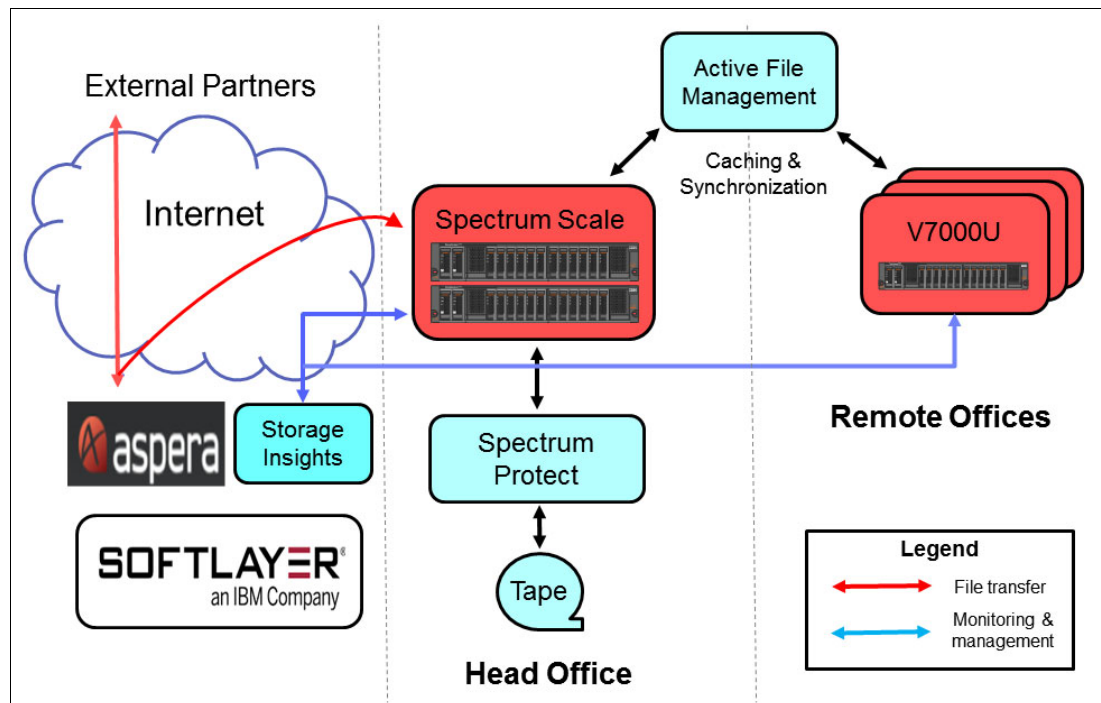 External Partners
Internet
aspera
Storage
Insights
SOFTLAYER®
an IBM Company
Active File
Management
Caching &
Synchronization
Spectrum Scale
V7000U
Spectrum
Protect
Tape
Head Office
Remote Offices
Legend
File transfer
Monitoring &
management